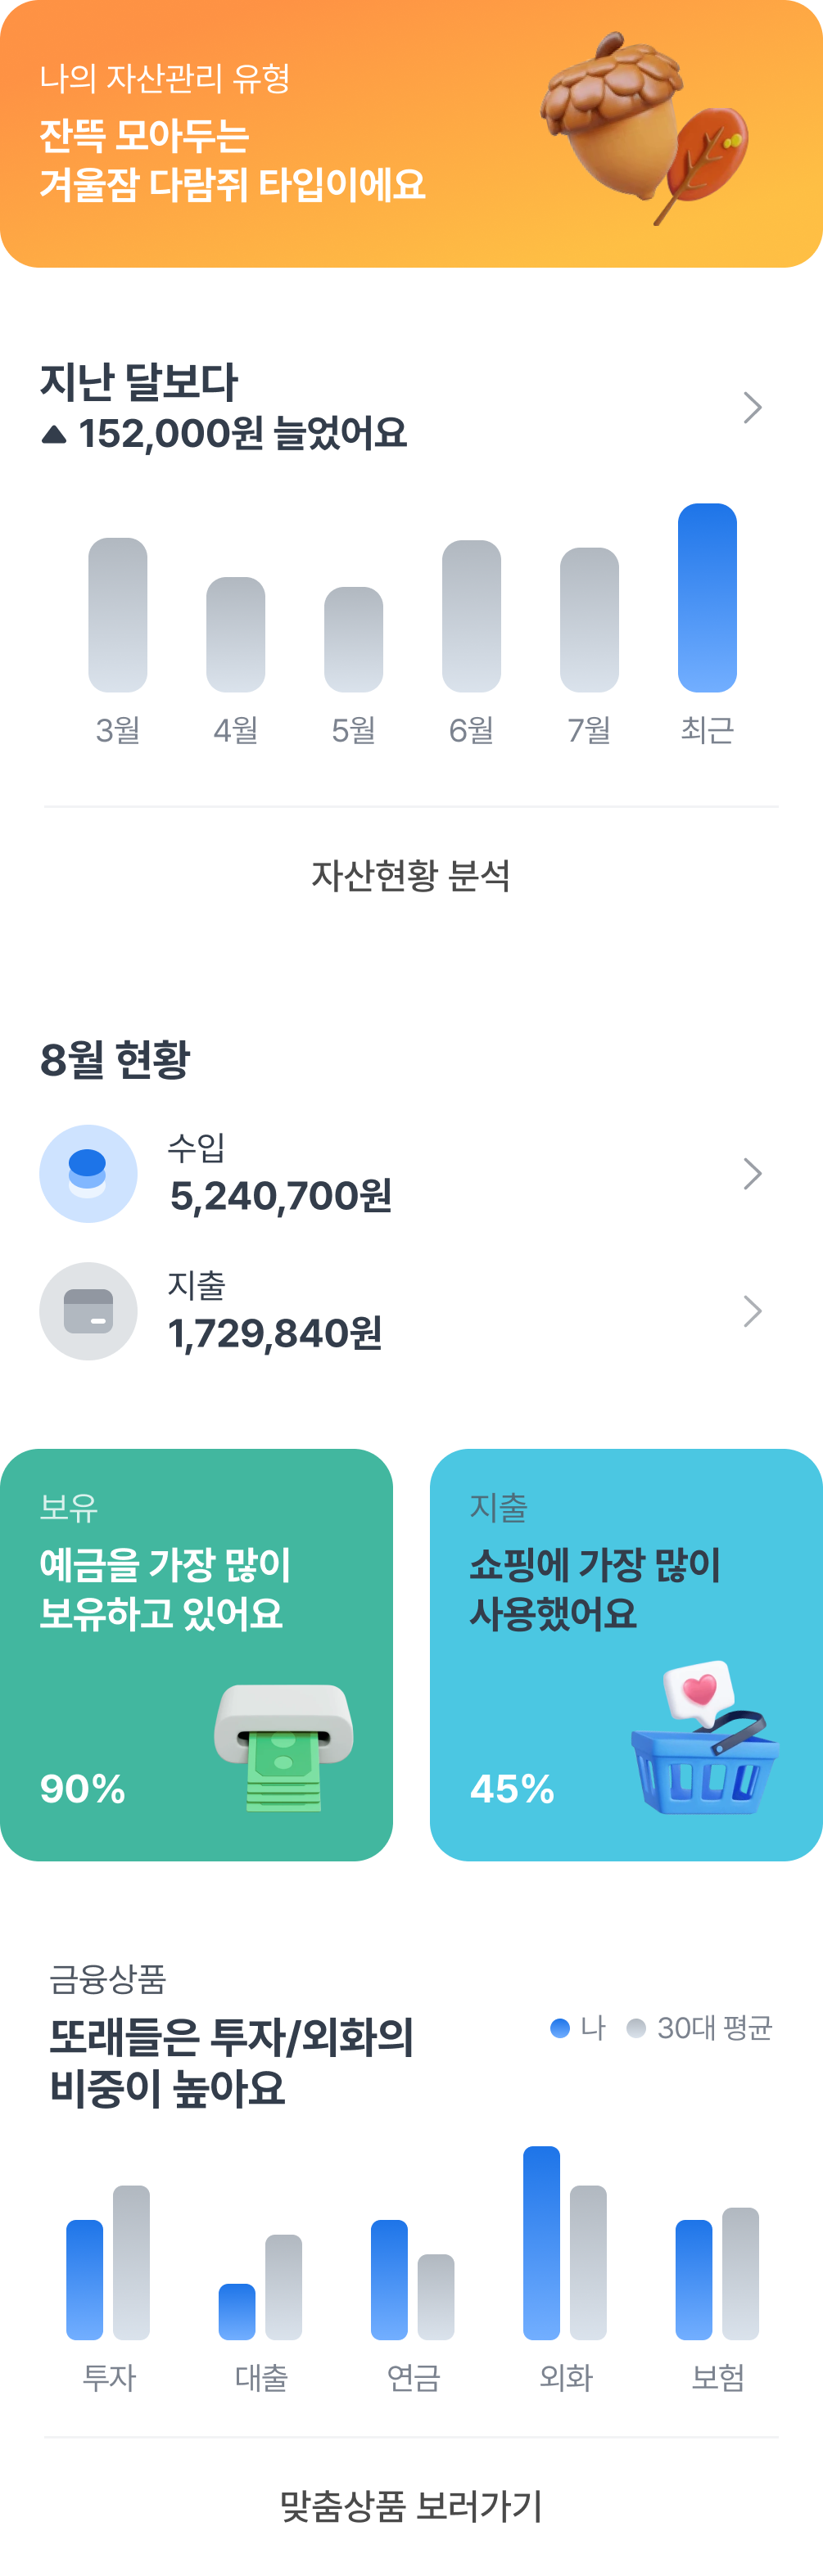 나의 자산관리 유형
잔뜩 모아두는
겨울잠 다람쥐 타입이에요
지난 달보다
▲ 152,000원 늘었어요
3월 4월 5월 6월 7월 최근
자산현황 분석
8월 현황
수입
5,240,700원
지출
1,729,840원
보유
예금을 가장 많이
보유하고 있어요
90%
지출
쇼핑에 가장 많이
사용했어요
45%
금융상품
또래들은 투자/외화의
비중이 높아요
나 30대 평균
투자 대출 연금 외화 보험
맞춤상품 보러가기